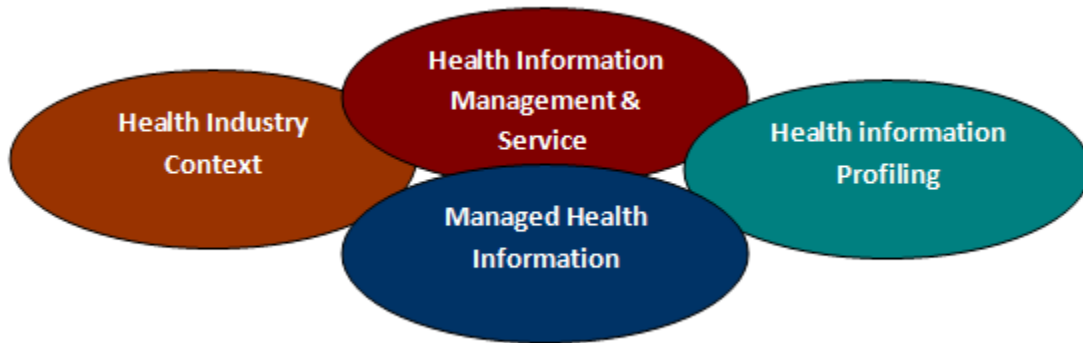 Health Industry
Context
Health Information
Management &
Service
Health information
Profiling
Managed Health
Information